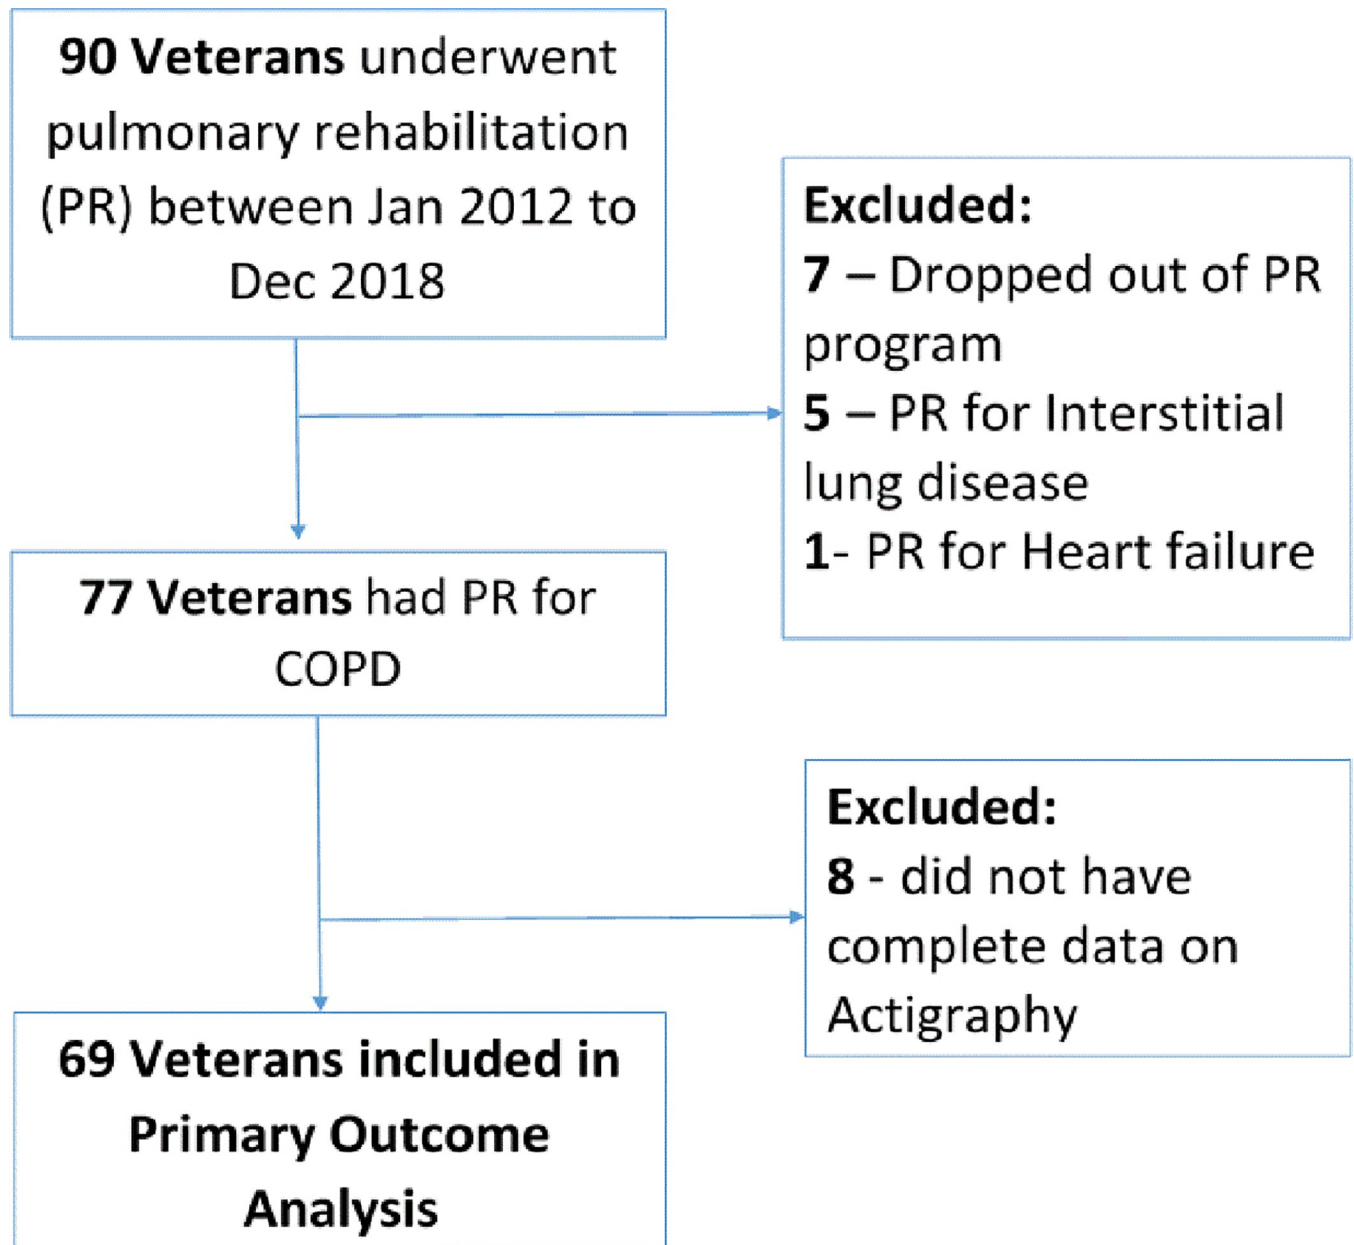 90 Veterans underwent
pulmonary rehabilitation
(PR) between Jan 2012 to
Dec 2018
Excluded:
7 – Dropped out of PR
program
5 – PR for Interstitial
lung disease
1- PR for Heart failure
77 Veterans had PR for
COPD
Excluded:
8 - did not have
complete data on
Actigraphy
69 Veterans included in
Primary Outcome
Analysis